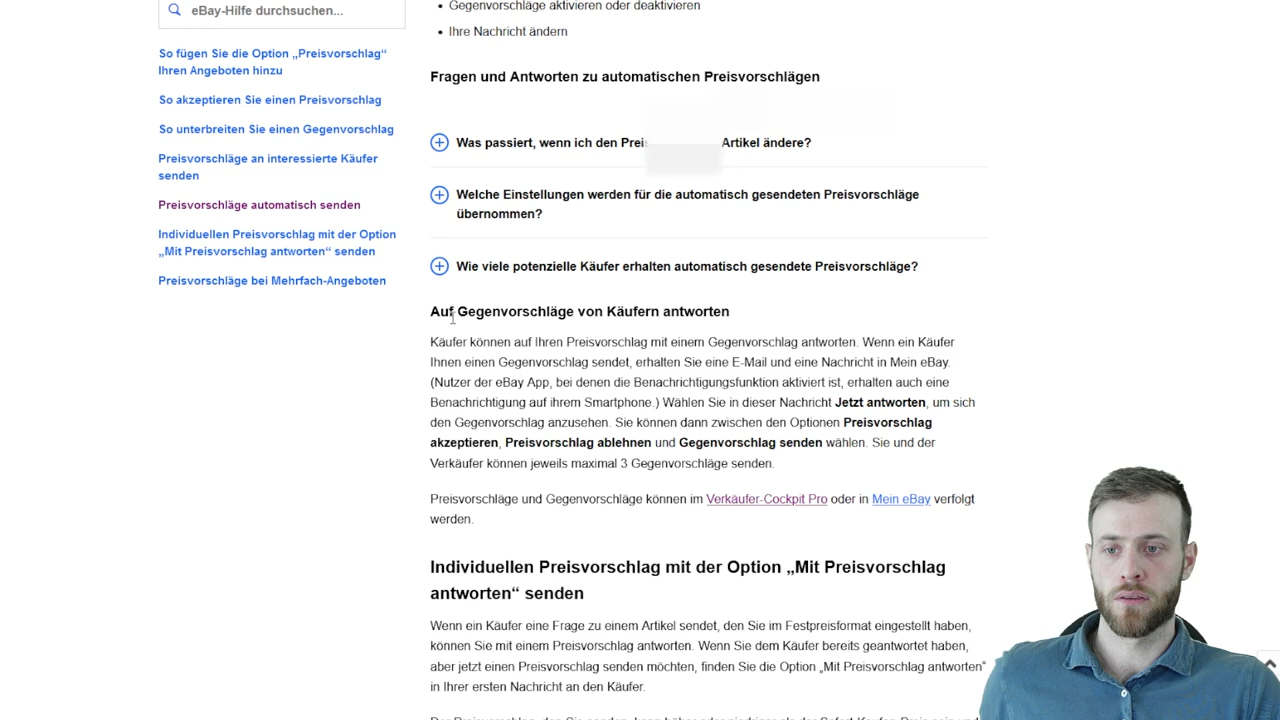 eBay-Hilfe durchsuchen...
So fügen Sie die Option „Preisvorschlag“
Ihren Angeboten hinzu
So akzeptieren Sie einen Preisvorschlag
So unterbreiten Sie einen Gegenvorschlag
Preisvorschläge an interessierte Käufer
senden
Preisvorschläge automatisch senden
Individuellen Preisvorschlag mit der Option
„Mit Preisvorschlag antworten“ senden
Preisvorschläge bei Mehrfach-Angeboten
• Gegenvorschläge aktivieren oder deaktivieren
• Ihre Nachricht ändern
Fragen und Antworten zu automatischen Preisvorschlägen
Was passiert, wenn ich den Artikel ändere?
Welche Einstellungen werden für die automatisch gesendeten Preisvorschläge
übernommen?
Wie viele potenzielle Käufer erhalten automatisch gesendete Preisvorschläge?
Auf Gegenvorschläge von Käufern antworten
Käufer können auf Ihren Preisvorschlag mit einem Gegenvorschlag antworten. Wenn ein Käufer
Ihnen einen Gegenvorschlag sendet, erhalten Sie eine E-Mail und eine Nachricht in Mein eBay.
(Nutzer der eBay App, bei denen die Benachrichtigungsfunktion aktiviert ist, erhalten auch eine
Benachrichtigung auf ihrem Smartphone.) Wählen Sie in dieser Nachricht Jetzt antworten, um sich
den Gegenvorschlag anzusehen. Sie können dann zwischen den Optionen Preisvorschlag
akzeptieren, Preisvorschlag ablehnen und Gegenvorschlag senden wählen. Sie und der
Verkäufer können jeweils maximal 3 Gegenvorschläge senden.
Preisvorschläge und Gegenvorschläge können im Verkäufer-Cockpit Pro oder in Mein eBay verfolgt
werden.
Individuellen Preisvorschlag mit der Option „Mit Preisvorschlag
antworten“ senden
Wenn ein Käufer eine Frage zu einem Artikel sendet, den Sie im Festpreisformat eingestellt haben,
können Sie mit einem Preisvorschlag antworten. Wenn Sie dem Käufer bereits geantwortet haben,
aber jetzt einen Preisvorschlag senden möchten, finden Sie die Option „Mit Preisvorschlag antworten“
in Ihrer ersten Nachricht an den Käufer.